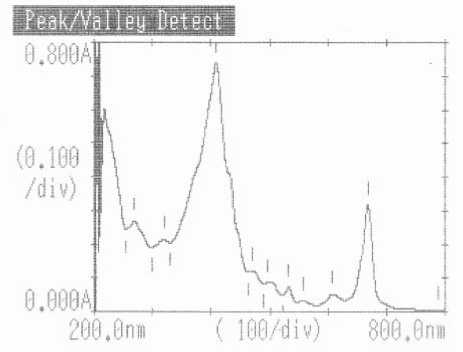 Peak/Valley Detect
0.800A
(0.100
/div)
0.000A
200.0nm ( 100/div) 800.0nm